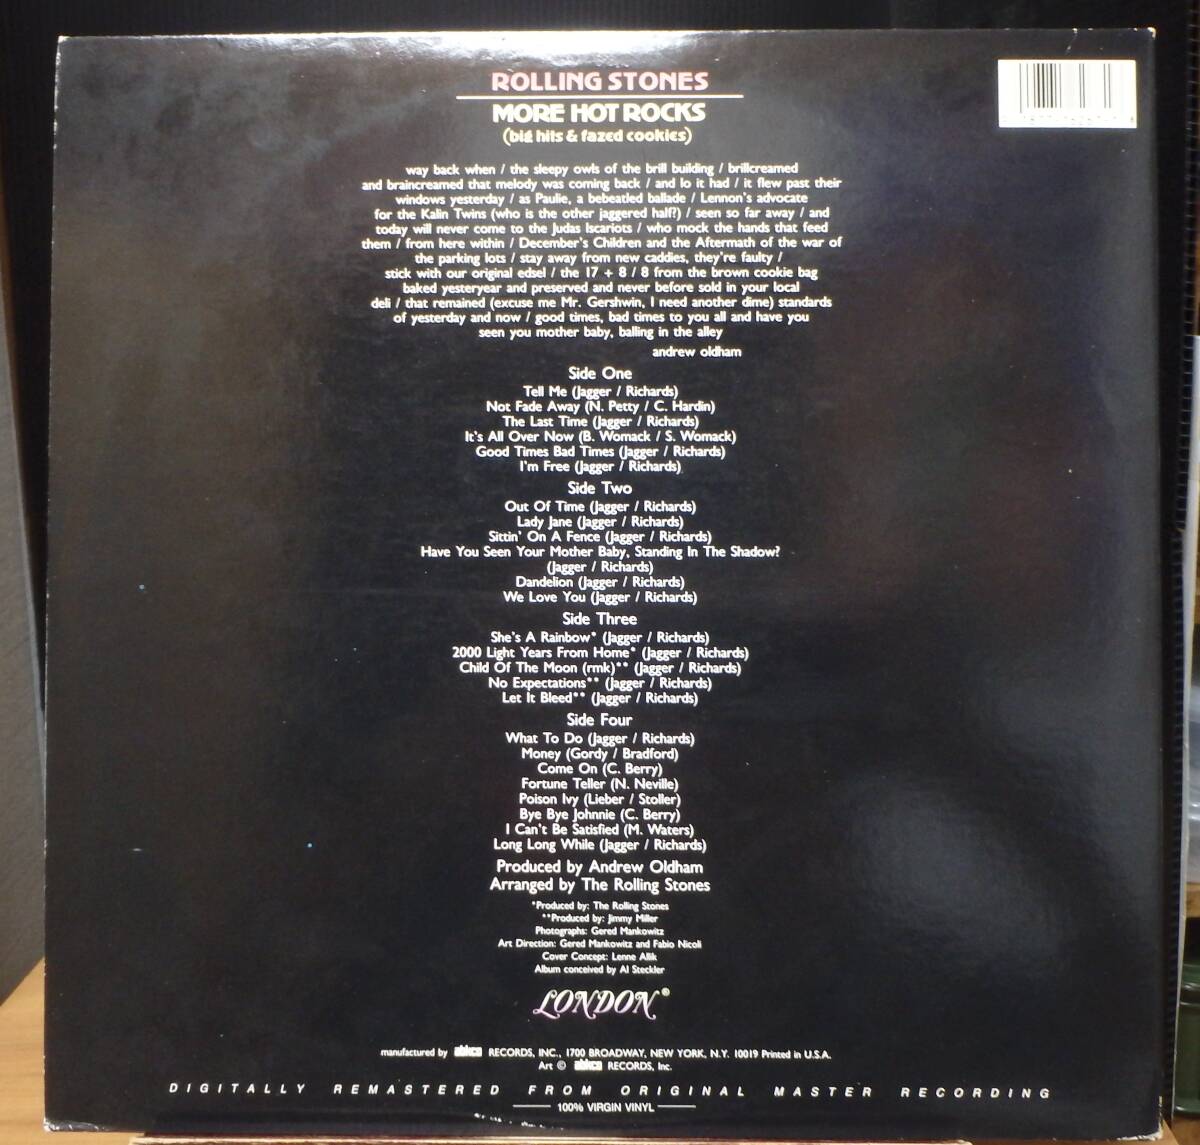 ROLLING STONES
MORE HOT ROCKS
(big hits & fazed cookies)
way back when / the sleepy owls of the brill building / brillcreamed
and braincreamed that melody was coming back / and lo it had / it flew past their
windows yesterday / as Paulie, a bebeatled ballade / Lennon's advocate
for the Kalin Twins (who is the other jaggered half?) / seen so far away / and
today will never come to the Judas Iscariots / who mock the hands that feed
them / from here within / December's Children and the Aftermath of the war of
the parking lots / stay away from new caddies, they're faulty /
stick with our original edsel / the 17 + 8 / 8 from the brown cookie bag
baked yesteryear and preserved and never before sold in your local
deli / that remained (excuse me Mr. Gershwin, I need another dime) standards
of yesterday and now / good times, bad times to you all and have you
seen you mother baby, balling in the alley
andrew oldham
Side One
Tell Me (Jagger / Richards)
Not Fade Away (N. Petty / C. Hardin)
The Last Time (Jagger / Richards)
It's All Over Now (B. Womack / S. Womack)
Good Times Bad Times (Jagger / Richards)
I'm Free (Jagger / Richards)
Side Two
Out Of Time (Jagger / Richards)
Lady Jane (Jagger / Richards)
Sittin' On A Fence (Jagger / Richards)
Have You Seen Your Mother Baby, Standing In The Shadow?
(Jagger / Richards)
Dandelion (Jagger / Richards)
We Love You (Jagger / Richards)
Side Three
She's A Rainbow* (Jagger / Richards)
2000 Light Years From Home* (Jagger / Richards)
Child Of The Moon (rmk)** (Jagger / Richards)
No Expectations** (Jagger / Richards)
Let It Bleed** (Jagger / Richards)
Side Four
What To Do (Jagger / Richards)
Money (Gordy / Bradford)
Come On (C. Berry)
Fortune Teller (N. Neville)
Poison Ivy (Lieber / Stoller)
Bye Bye Johnnie (C. Berry)
I Can't Be Satisfied (M. Waters)
Long Long While (Jagger / Richards)
Produced by Andrew Oldham
Arranged by The Rolling Stones
*Produced by: The Rolling Stones
**Produced by: Jimmy Miller
Photographs: Gered Mankowitz
Art Direction: Gered Mankowitz and Fabio Nicoli
Cover Concept: Lenne Allik
Album conceived by Al Steckler
LONDON®
manufactured by abkco RECORDS, INC., 1700 BROADWAY, NEW YORK, N.Y. 10019 Printed in U.S.A.
Art © abkco RECORDS, Inc.
DIGITALLY REMASTERED FROM ORIGINAL MASTER RECORDING
100% VIRGIN VINYL